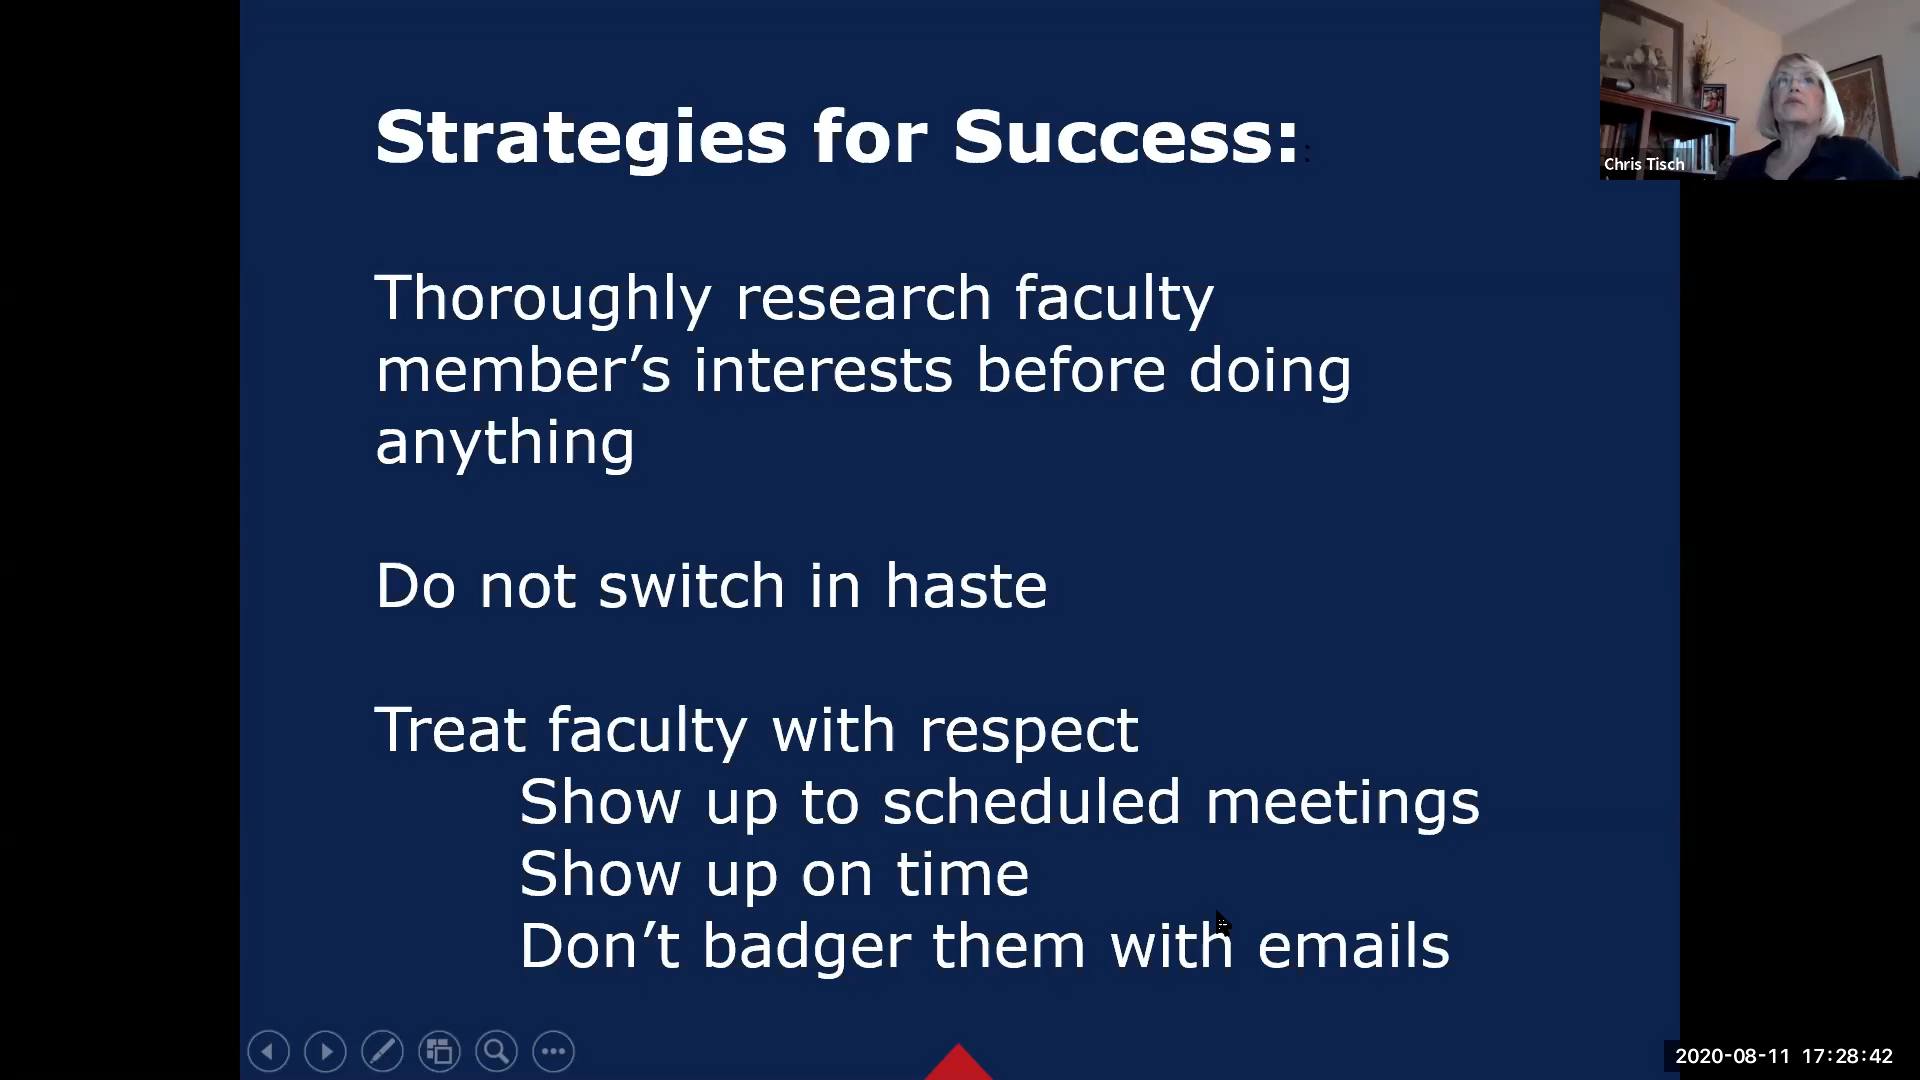 Strategies for Success:
Thoroughly research faculty
member’s interests before doing
anything
Do not switch in haste
Treat faculty with respect
Show up to scheduled meetings
Show up on time
Don’t badger them with emails
Chris Tisch
2020-08-11 17:28:42